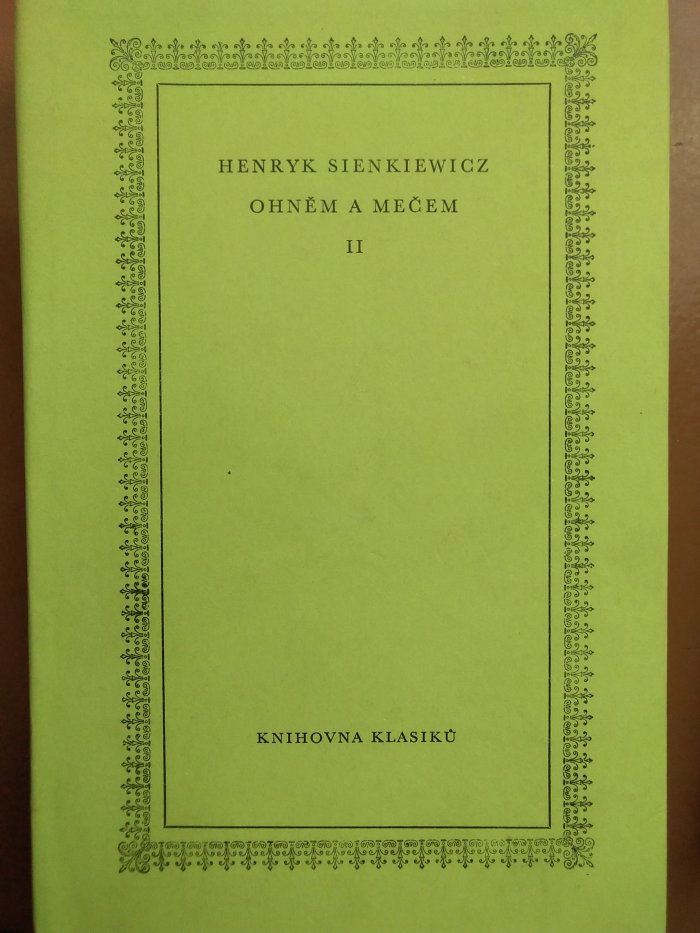 HENRYK SIENKIEWICZ
OHNĚM A MEČEM
II
KNIHOVNA KLASIKŮ